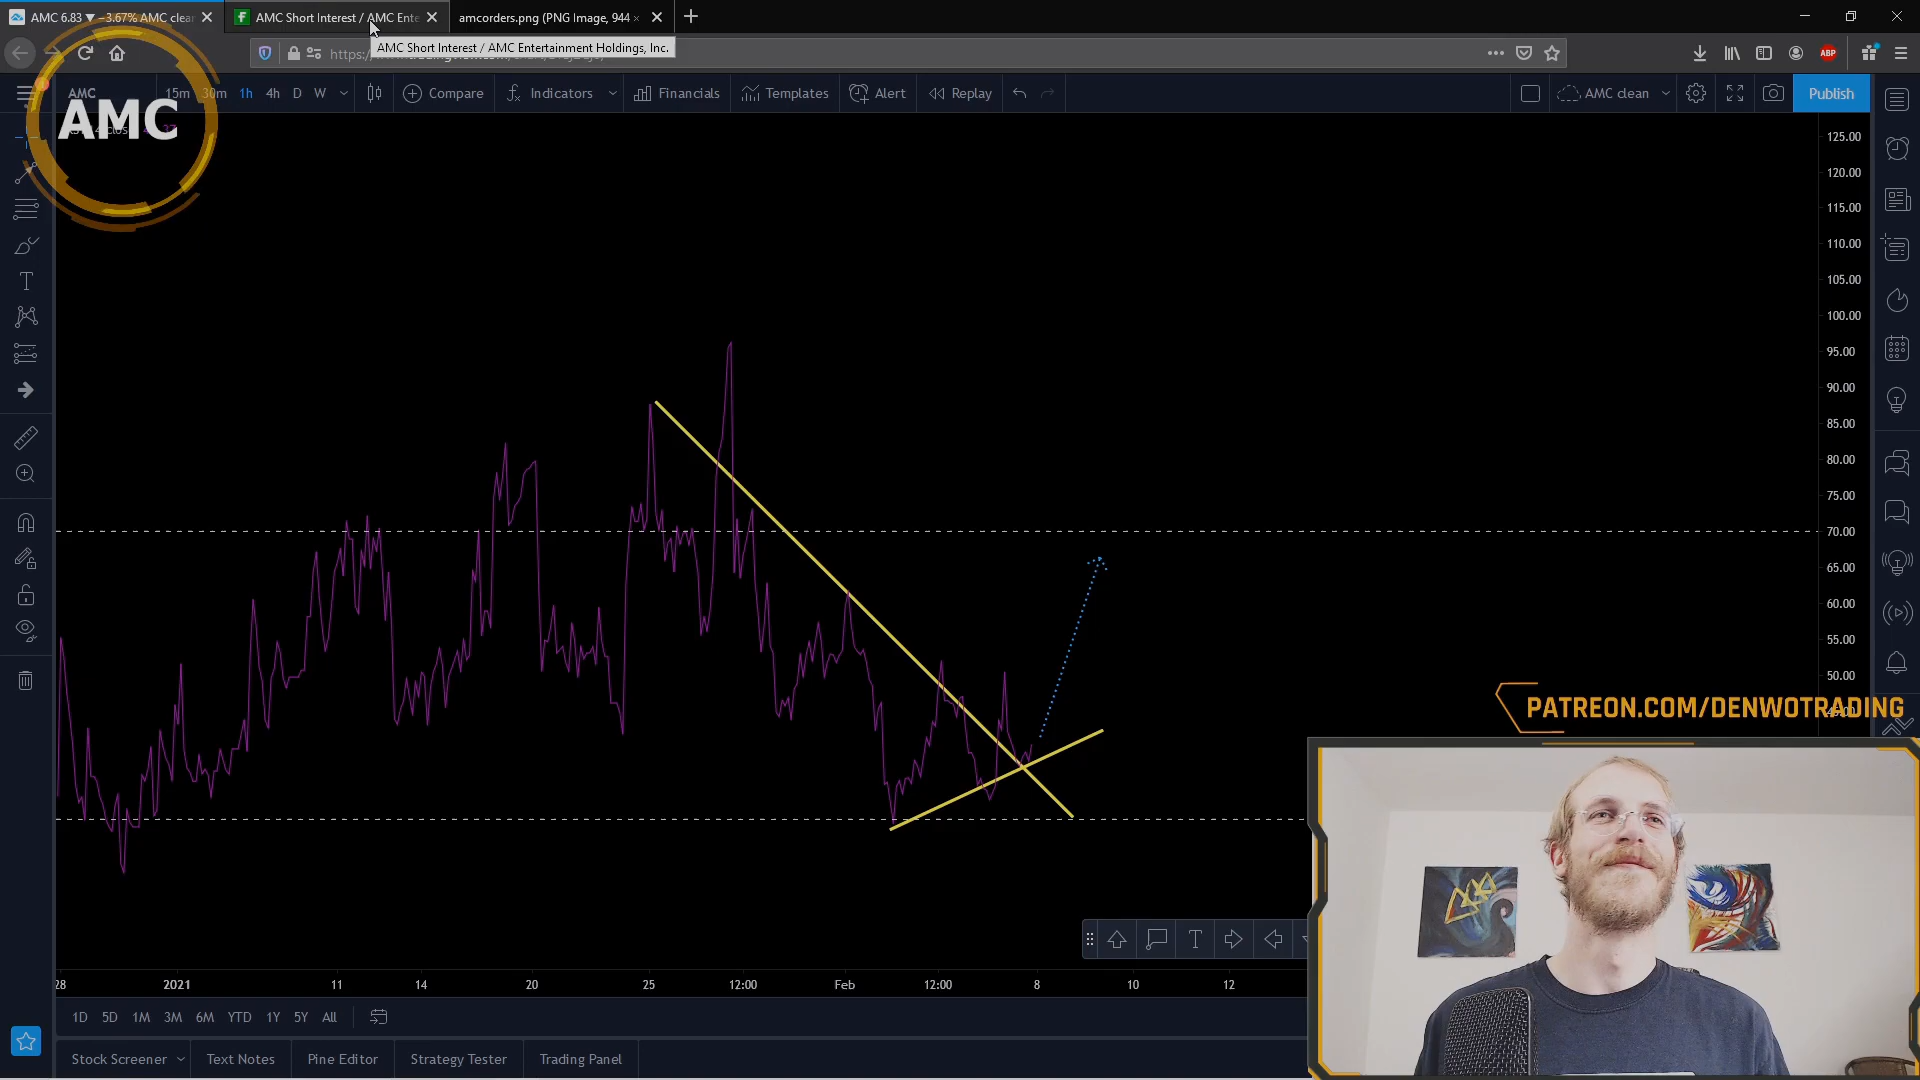 AMC 6.83 ▼ −3.67% AMC clea
AMC Short Interest / AMC Ente
amcorders.png (PNG Image, 944 ×
AMC Short Interest / AMC Entertainment Holdings, Inc.
https:/
ABP
AMC
15m 30m 1h 4h D W
Compare
Indicators
Financials
Templates
Alert
Replay
AMC clean
Publish
AMC
125.00
120.00
115.00
110.00
105.00
100.00
95.00
90.00
85.00
80.00
75.00
70.00
65.00
60.00
55.00
50.00
PATREON.COM/DENWOTRADING
28 2021 11 14 20 25 12:00 Feb 12:00 8 10 12
1D 5D 1M 3M 6M YTD 1Y 5Y All
Stock Screener Text Notes Pine Editor Strategy Tester Trading Panel